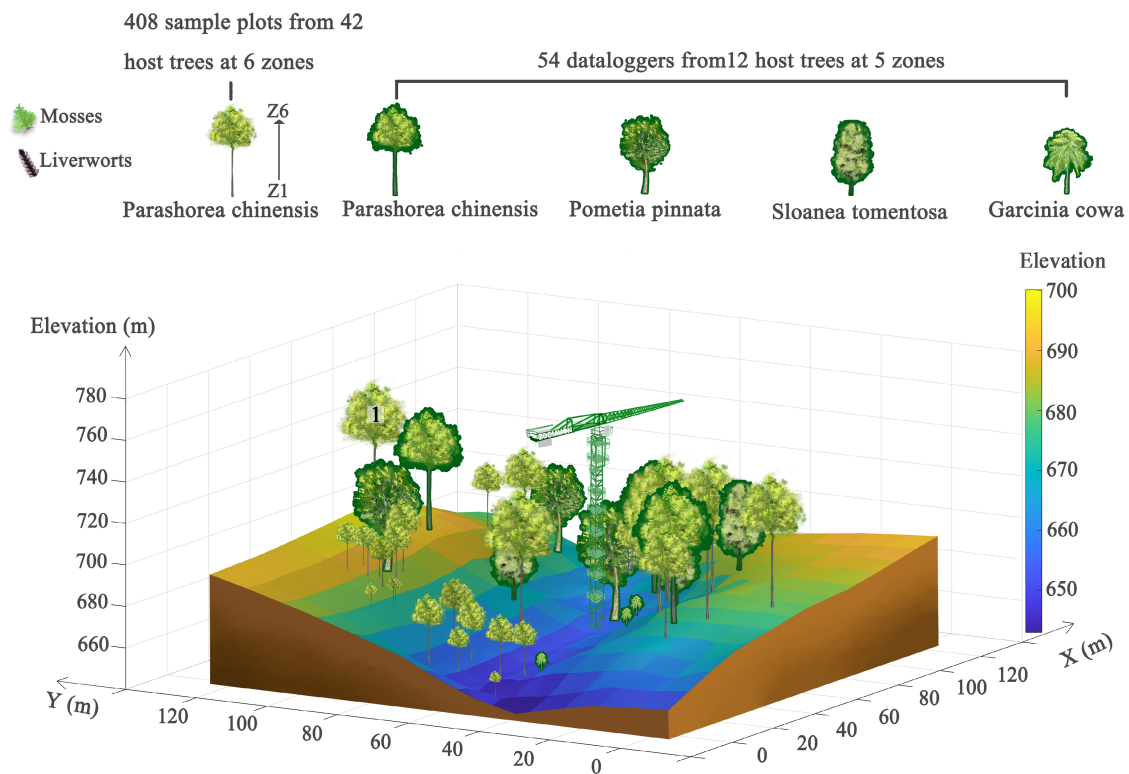 408 sample plots from 42
host trees at 6 zones
54 dataloggers from12 host trees at 5 zones
Mosses
Liverworts
Z6
Z1
Parashorea chinensis
Parashorea chinensis
Pometia pinnata
Sloanea tomentosa
Garcinia cowa
Elevation
700
690
680
670
660
650
Elevation (m)
780
760
740
720
700
680
660
1
Y (m)
120
100
80
60
40
20
0
X (m)
0
20
40
60
80
100
120